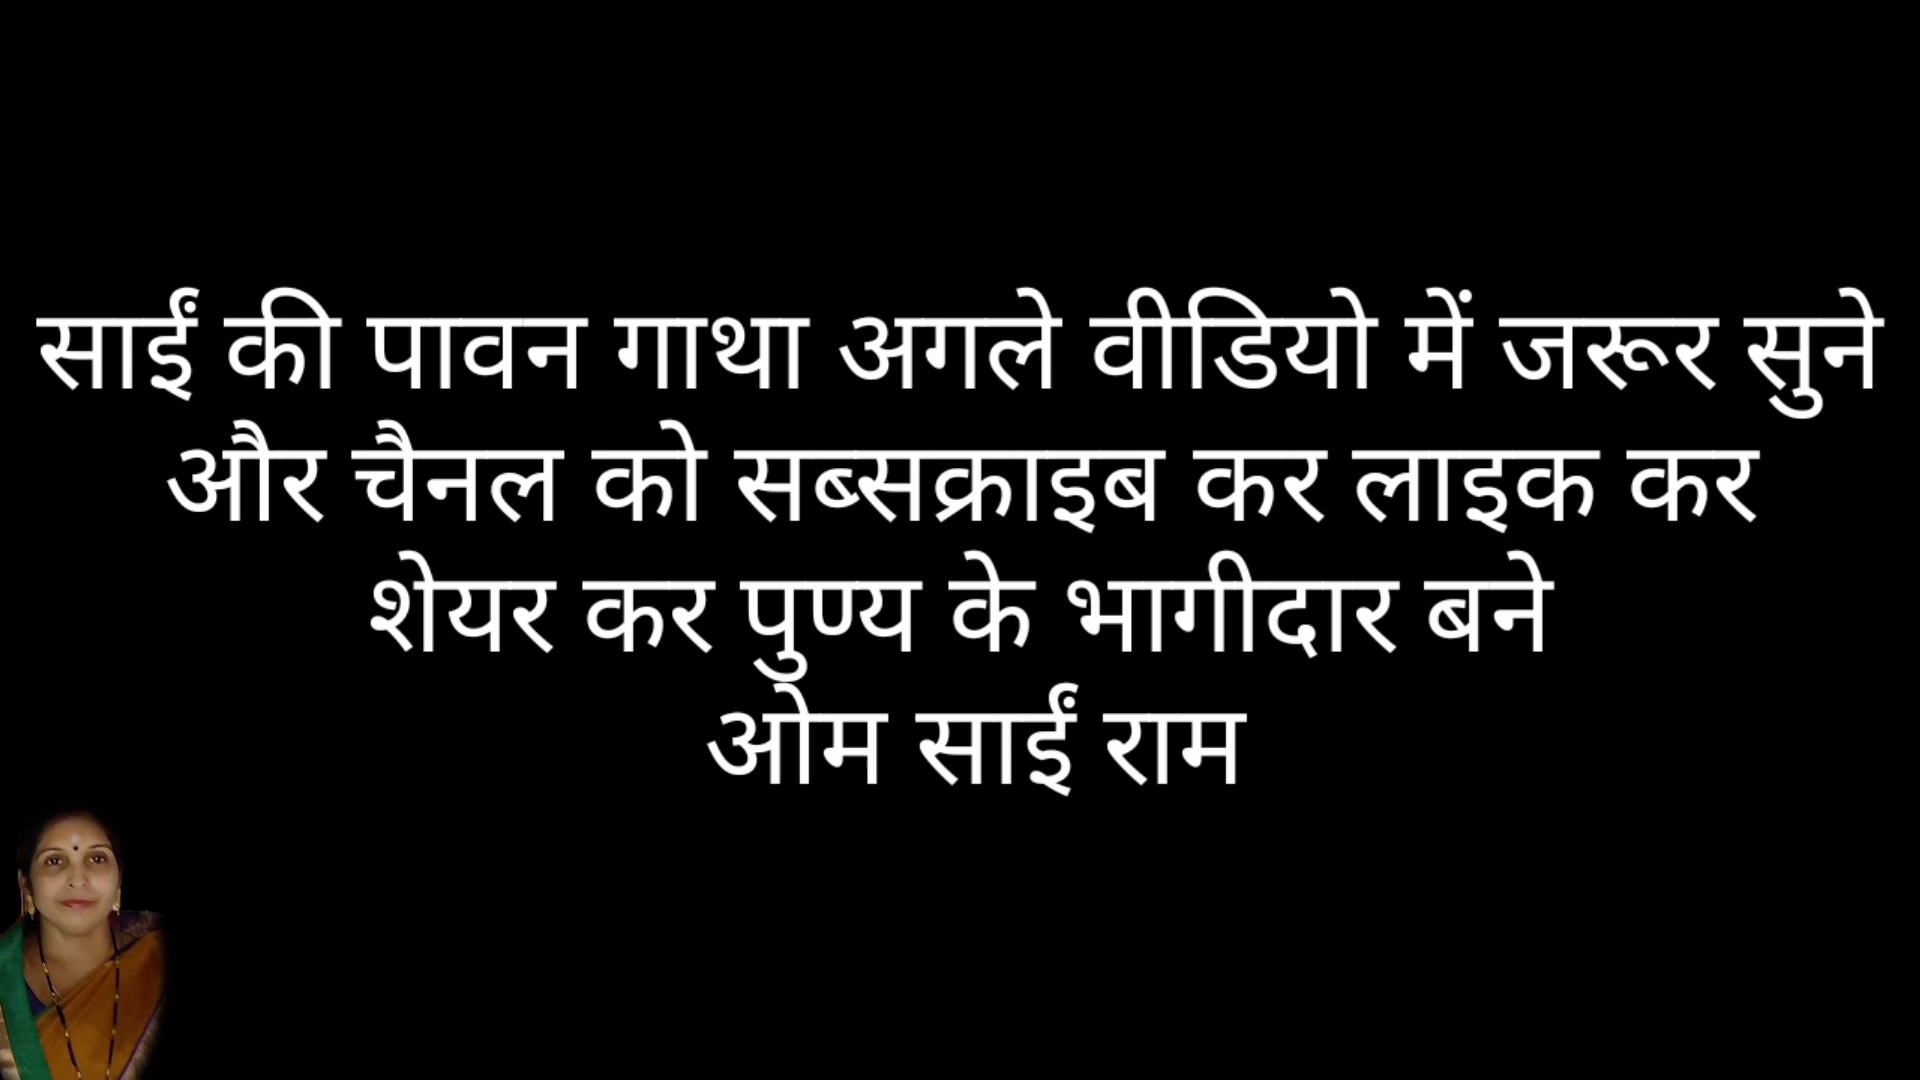 साईं की पावन गाथा अगले वीडियो में जरूर सुने
और चैनल को सब्सक्राइब कर लाइक कर
शेयर कर पुण्य के भागीदार बने
ओम साईं राम